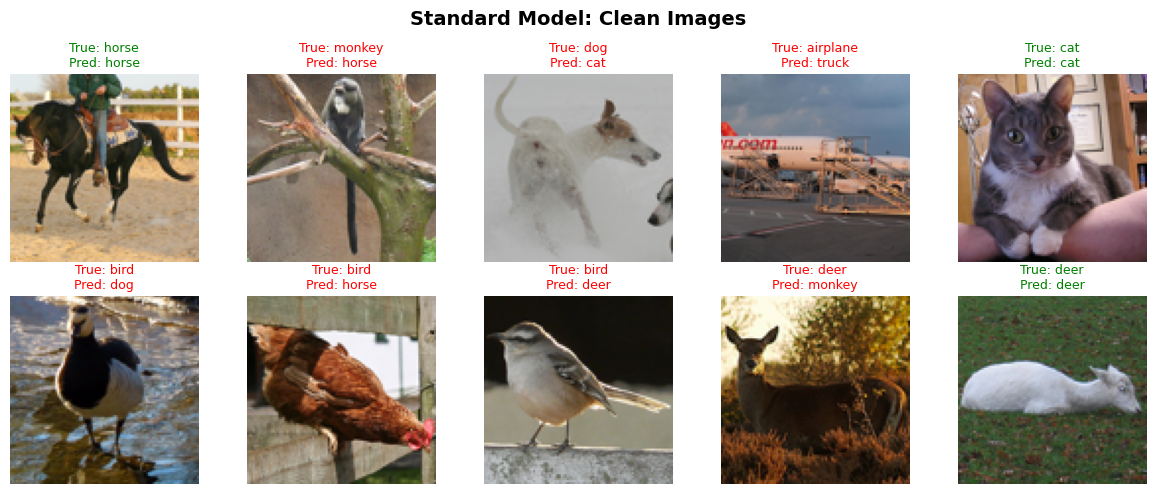 Standard Model: Clean Images
True: horse
Pred: horse
True: monkey
Pred: horse
True: dog
Pred: cat
True: airplane
Pred: truck
True: cat
Pred: cat
n.com
True: bird
Pred: dog
True: bird
Pred: horse
True: bird
Pred: deer
True: deer
Pred: monkey
True: deer
Pred: deer